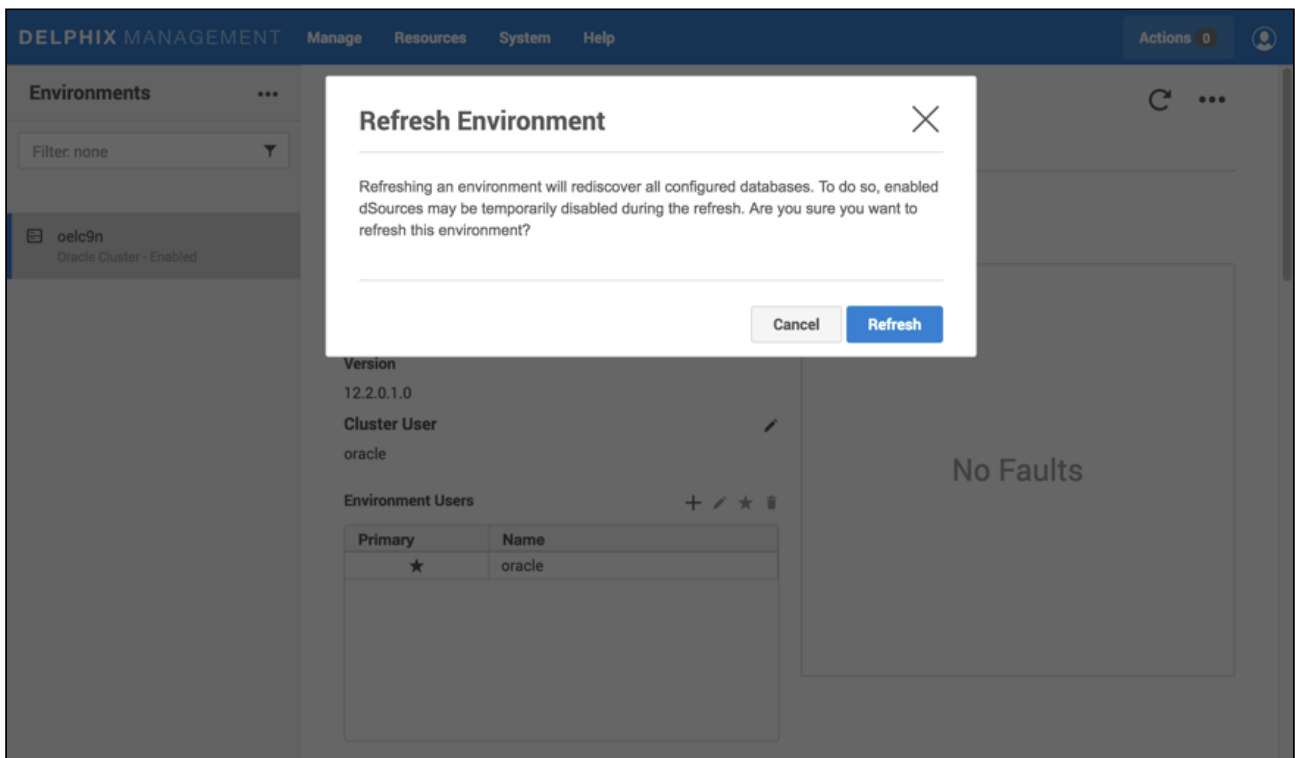 DELPHIX MANAGEMENT Manage Resources System Help Actions 0
Environments
Filter: none
oelc9n
Oracle Cluster - Enabled
Refresh Environment
Refreshing an environment will rediscover all configured databases. To do so, enabled
dSources may be temporarily disabled during the refresh. Are you sure you want to
refresh this environment?
Cancel Refresh
Version
12.2.0.1.0
Cluster User
oracle
Environment Users
Primary Name
oracle
No Faults